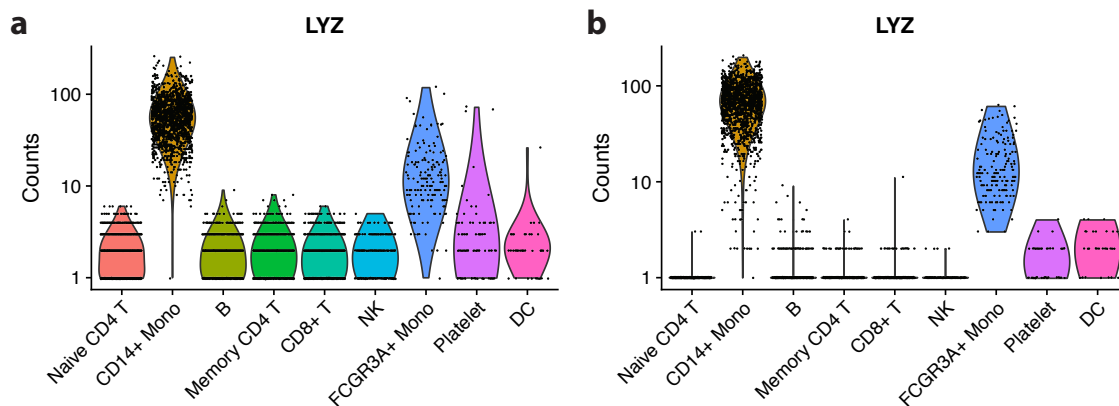 a
LYZ
Counts
100
10
1
Naive CD4 T
CD14+ Mono
B
Memory CD4 T
CD8+ T
NK
FCGR3A+ Mono
Platelet
DC
b
LYZ
Counts
100
10
1
Naive CD4 T
CD14+ Mono
B
Memory CD4 T
CD8+ T
NK
FCGR3A+ Mono
Platelet
DC